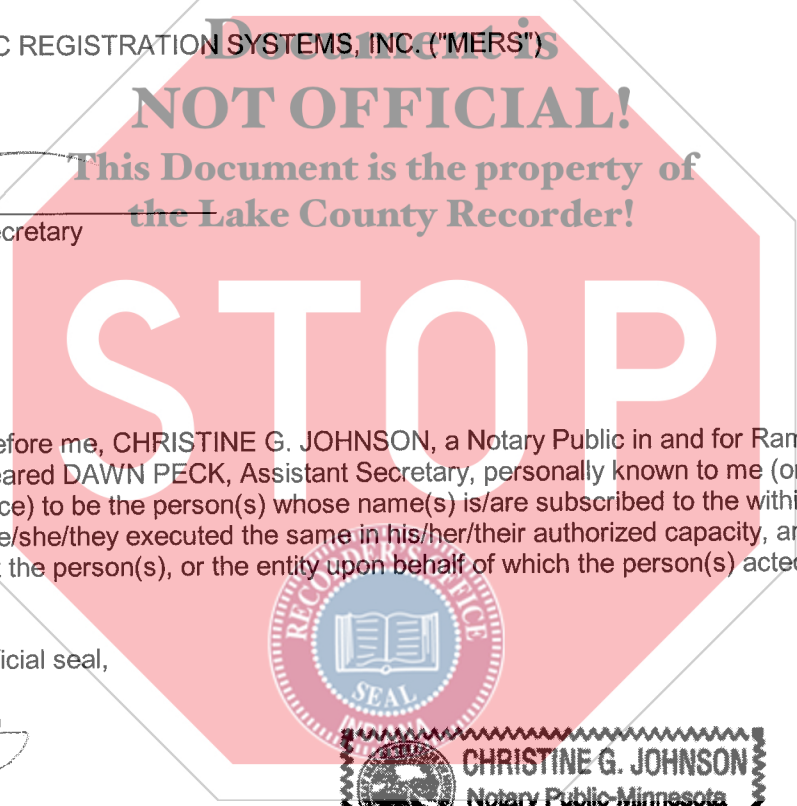 C REGISTRATION SYSTEMS, INC. ("MERS")
Document is
NOT OFFICIAL!
This Document is the property of
the Lake County Recorder!
ecretary
STOP
efore me, CHRISTINE G. JOHNSON, a Notary Public in and for Ram
eared DAWN PECK, Assistant Secretary, personally known to me (or
ce) to be the person(s) whose name(s) is/are subscribed to the withi
e/she/they executed the same in his/her/their authorized capacity, an
t the person(s), or the entity upon behalf of which the person(s) acted
RECORDER'S OFFICE
SEAL
INDIANA
icial seal,
CHRISTINE G. JOHNSON
Notary Public-Minnesota